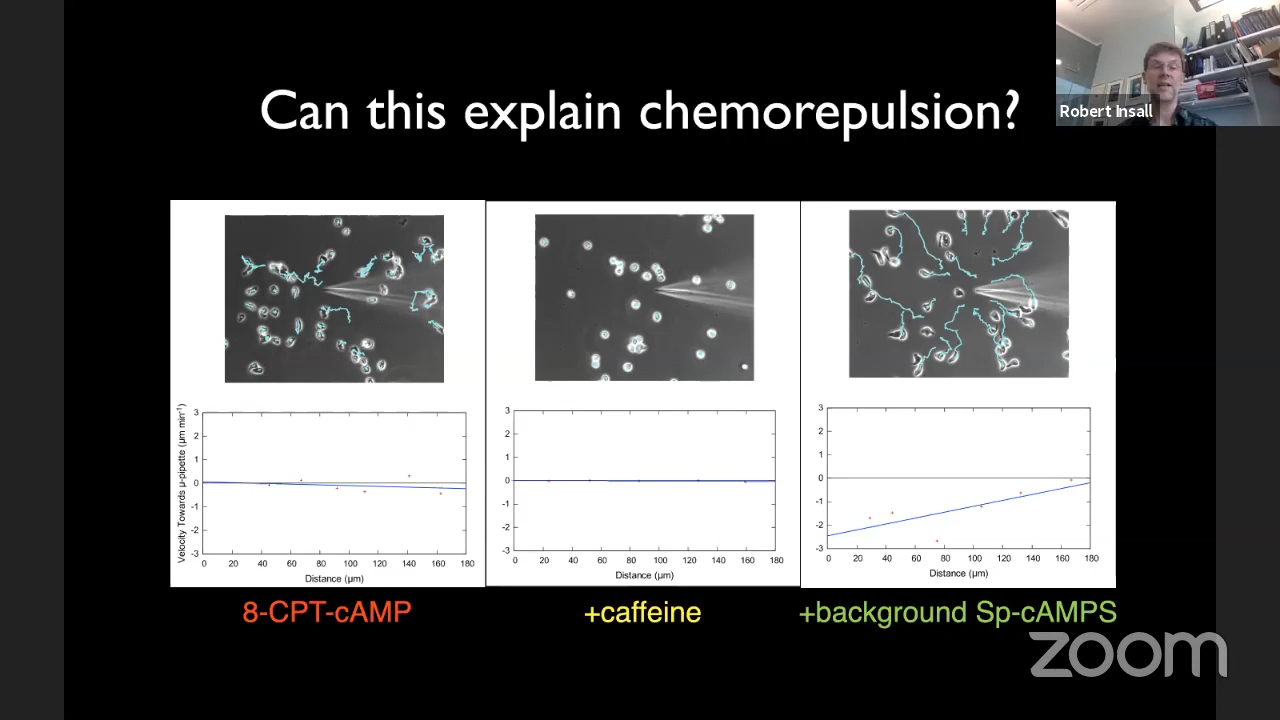 Can this explain chemorepulsion?
Robert Insall
Velocity Towards µ-pipette (µm min⁻¹)
3
2
1
0
-1
-2
-3
0 20 40 60 80 100 120 140 160 180
Distance (µm)
3
2
1
0
-1
-2
-3
0 20 40 60 80 100 120 140 160 180
Distance (µm)
3
2
1
0
-1
-2
-3
0 20 40 60 80 100 120 140 160 180
Distance (µm)
8-CPT-cAMP
+caffeine
+background Sp-cAMPS
zoom